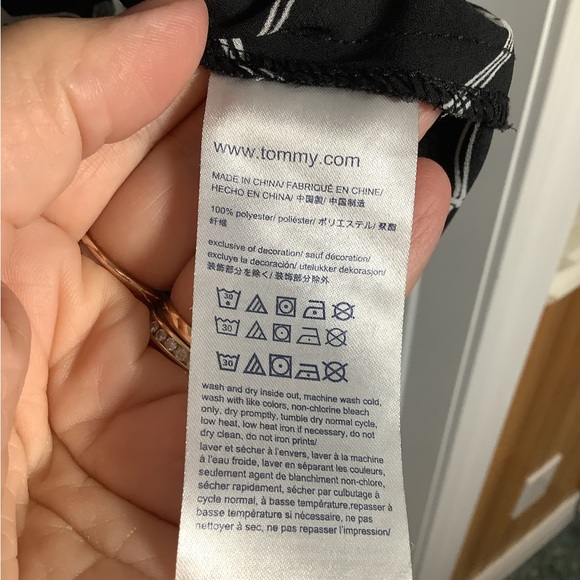 www.tommy.com
MADE IN CHINA/ FABRIQUÉ EN CHINE/
HECHO EN CHINA/ 中国製/ 中国制造
100% polyester/ poliéster/ ポリエステル/ 聚酯
纤维
exclusive of decoration/ sauf décoration/
excluye la decoración/ uitelukker dekorasjon/
装飾部分を除く/ 装饰部分除外
30
30
30
wash and dry inside out, machine wash cold,
wash with like colors, non-chlorine bleach
only, dry promptly, tumble dry normal cycle,
low heat, low heat iron if necessary, do not
dry clean, do not iron prints/
laver et sécher à l'envers, laver à la machine
à l'eau froide, laver en séparant les couleurs,
seulement agent de blanchiment non-chlore,
sécher rapidement, sécher par culbutage à
cycle normal, à basse température,repasser à
basse température si nécessaire, ne pas
nettoyer à sec, ne pas repasser l'impression/